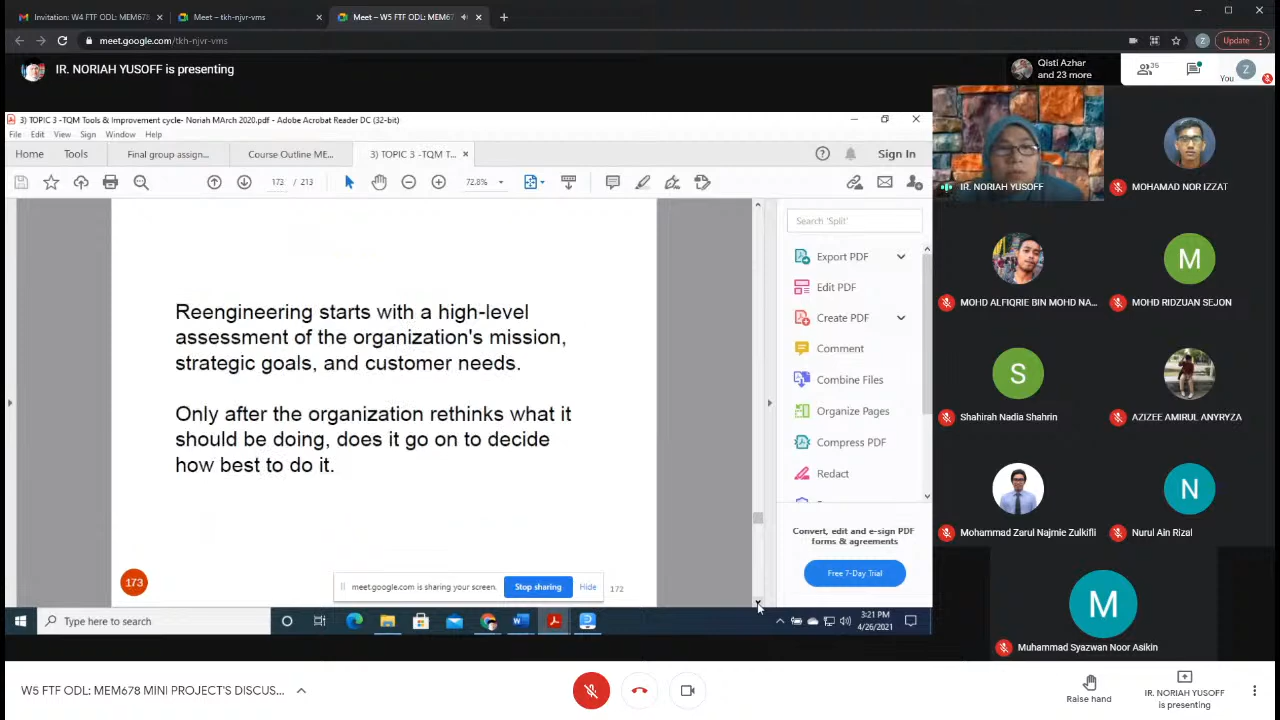 Invitation: W4 FTF ODL: MEM678
Meet – tkh-njvr-vms
Meet – W5 FTF ODL: MEM67
meet.google.com/tkh-njvr-vms
Update
IR. NORIAH YUSOFF is presenting
Qisti Azhar
and 23 more
35
You
Z
3) TOPIC 3 -TQM Tools & Improvement cycle- Noriah MArch 2020.pdf - Adobe Acrobat Reader DC (32-bit)
File Edit View Sign Window Help
Home Tools Final group assign... Course Outline ME... 3) TOPIC 3 -TQM T... Sign In
173 / 213 72.8%
Search 'Split'
Export PDF
Edit PDF
Create PDF
Comment
Combine Files
Organize Pages
Compress PDF
Redact
Convert, edit and e-sign PDF
forms & agreements
Free 7-Day Trial
Reengineering starts with a high-level
assessment of the organization's mission,
strategic goals, and customer needs.
Only after the organization rethinks what it
should be doing, does it go on to decide
how best to do it.
173
meet.google.com is sharing your screen. Stop sharing Hide
172
Type here to search
3:21 PM
4/26/2021
IR. NORIAH YUSOFF
MOHAMAD NOR IZZAT
MOHD ALFIQRIE BIN MOHD NA...
M
MOHD RIDZUAN SEJON
S
Shahirah Nadia Shahrin
AZIZEE AMIRUL ANYRYZA
Mohammad Zarul Najmie Zulkifli
N
Nurul Ain Rizal
M
Muhammad Syazwan Noor Asikin
W5 FTF ODL: MEM678 MINI PROJECT'S DISCUS...
Raise hand
IR. NORIAH YUSOFF
is presenting